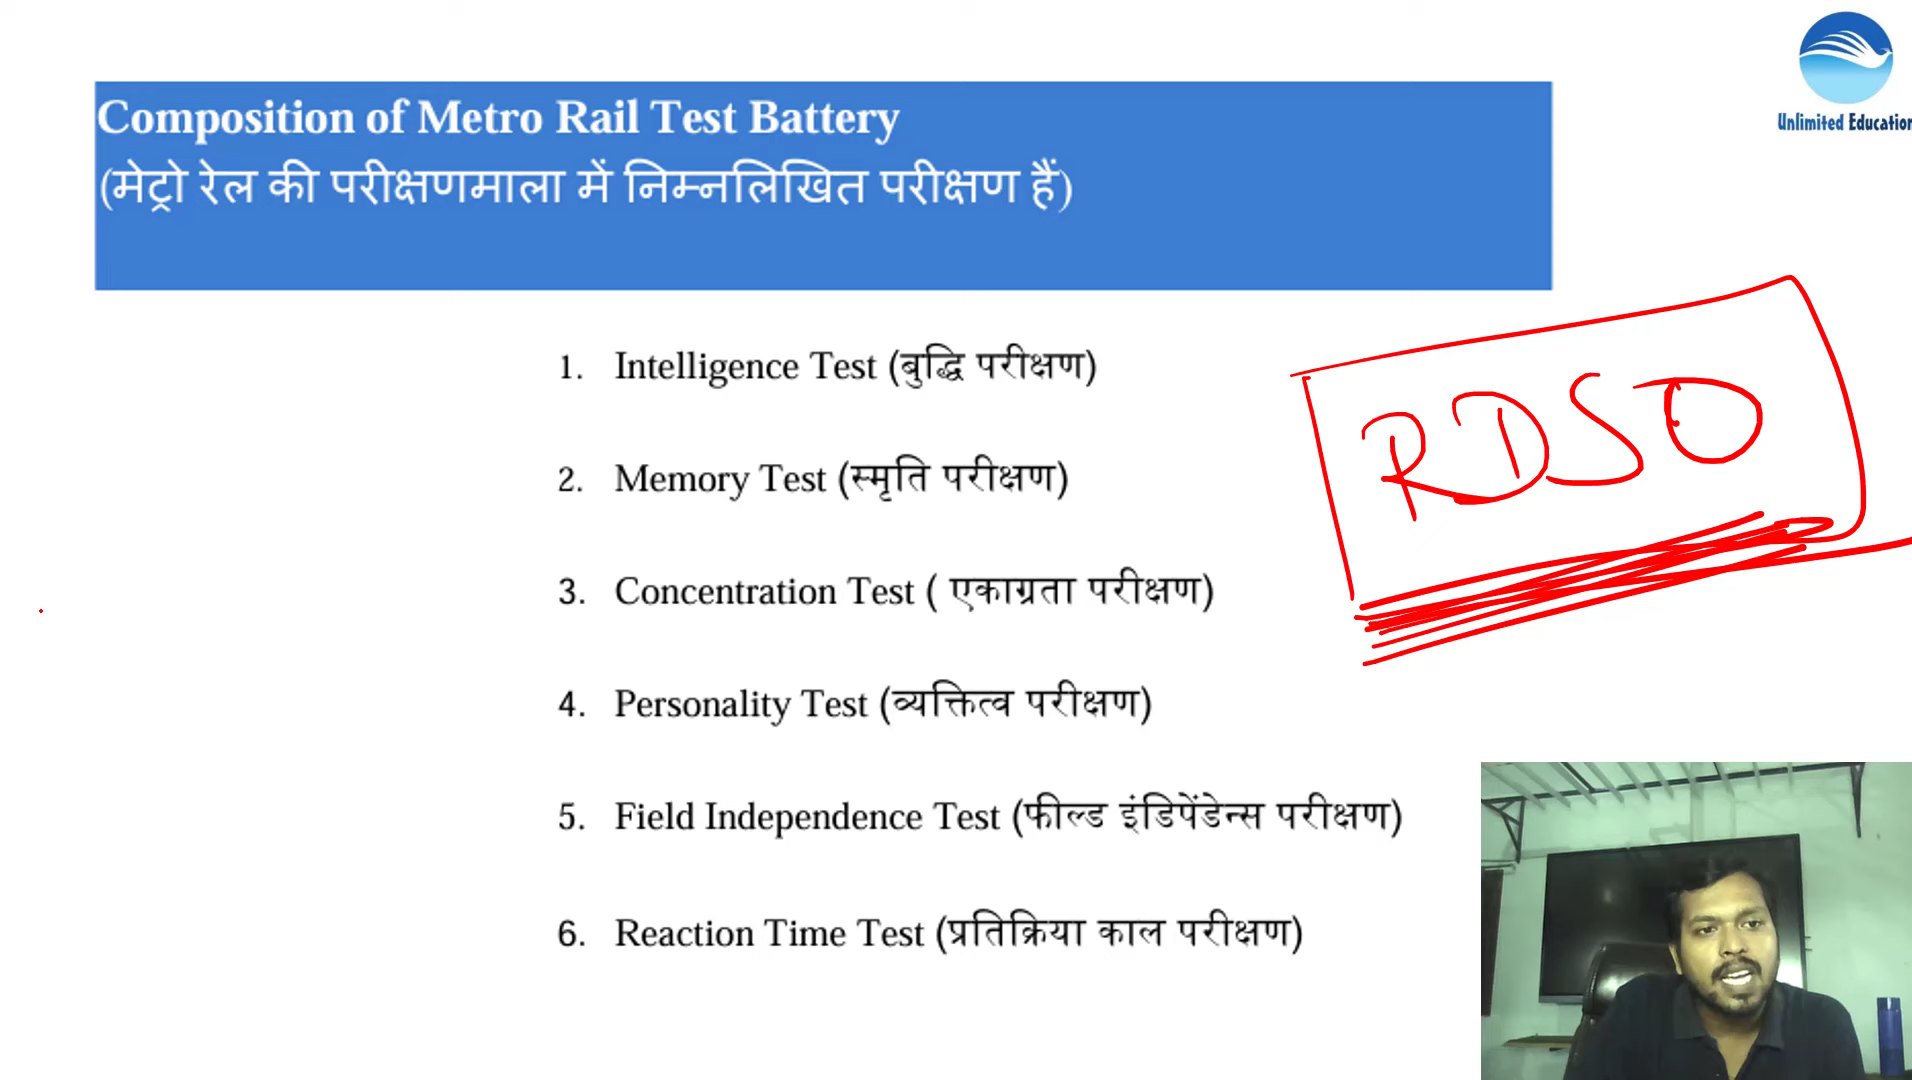 Unlimited Education
Composition of Metro Rail Test Battery
(मेट्रो रेल की परीक्षणमाला में निम्नलिखित परीक्षण हैं)
1. Intelligence Test (बुद्धि परीक्षण)
2. Memory Test (स्मृति परीक्षण)
3. Concentration Test ( एकाग्रता परीक्षण)
4. Personality Test (व्यक्तित्व परीक्षण)
5. Field Independence Test (फील्ड इंडिपेंडेन्स परीक्षण)
6. Reaction Time Test (प्रतिक्रिया काल परीक्षण)
RDSO